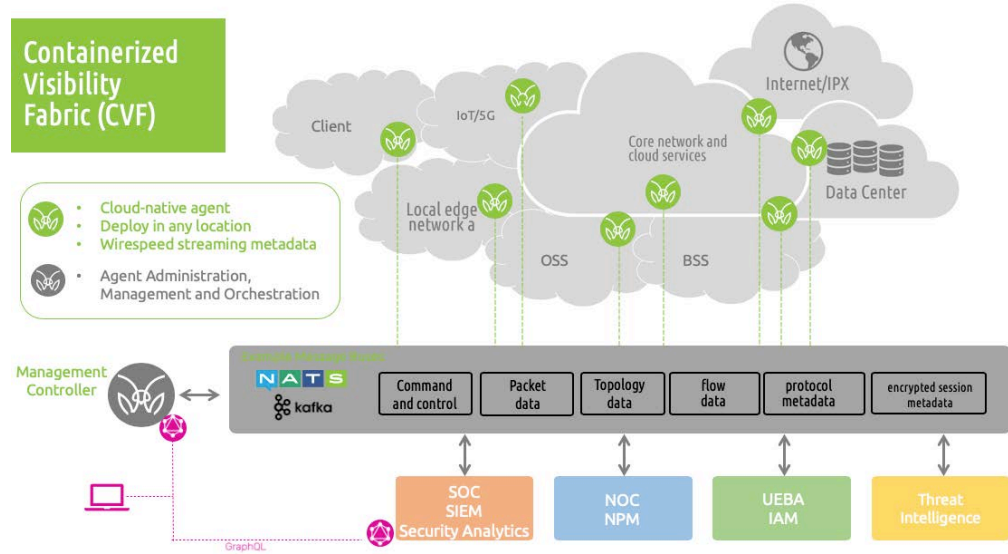 Containerized
Visibility
Fabric (CVF)
Client
IoT/5G
Internet/IPX
Core network and
cloud services
Data Center
Local edge
network a
OSS
BSS
• Cloud-native agent
• Deploy in any location
• Wirespeed streaming metadata
• Agent Administration,
Management and Orchestration
Management
Controller
NATS
kafka
Command
and control
Packet
data
Topology
data
flow
data
protocol
metadata
encrypted session
metadata
SOC
SIEM
Security Analytics
NOC
NPM
UEBA
IAM
Threat
Intelligence
GraphQL